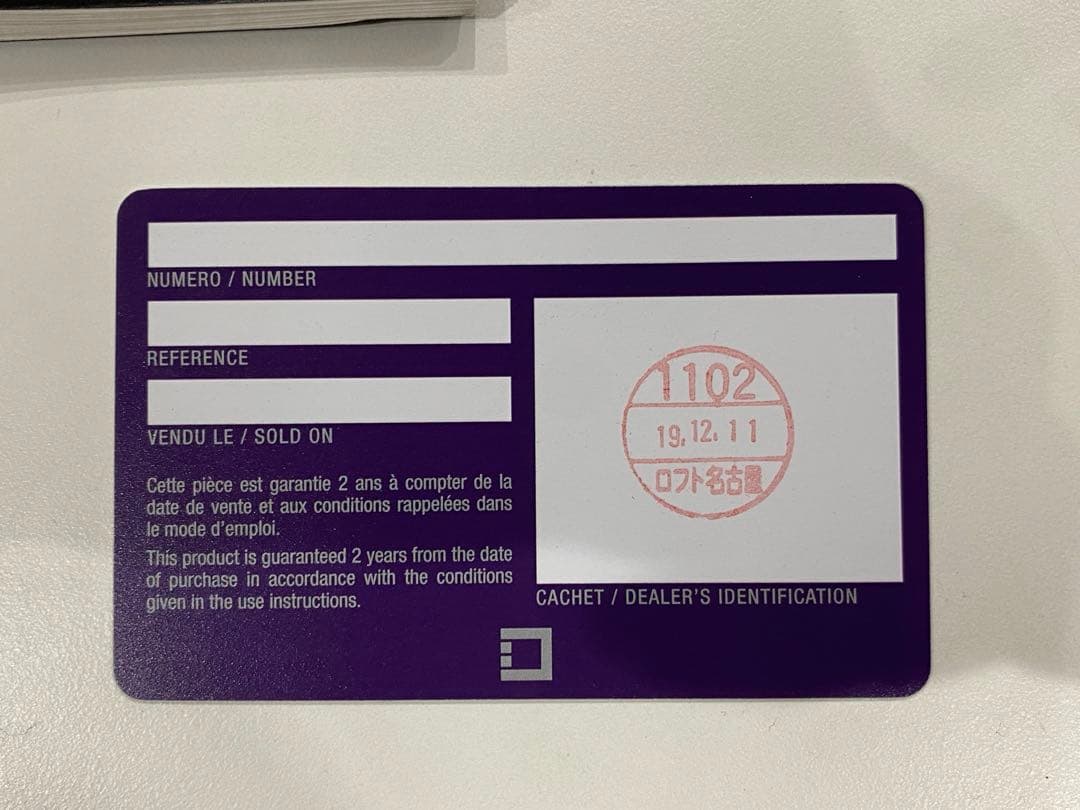 NUMERO / NUMBER
REFERENCE
VENDU LE / SOLD ON
Cette pièce est garantie 2 ans à compter de la
date de vente et aux conditions rappelées dans
le mode d'emploi.
This product is guaranteed 2 years from the date
of purchase in accordance with the conditions
given in the use instructions.
1102
19.12.11
ロフト名古屋
CACHET / DEALER'S IDENTIFICATION